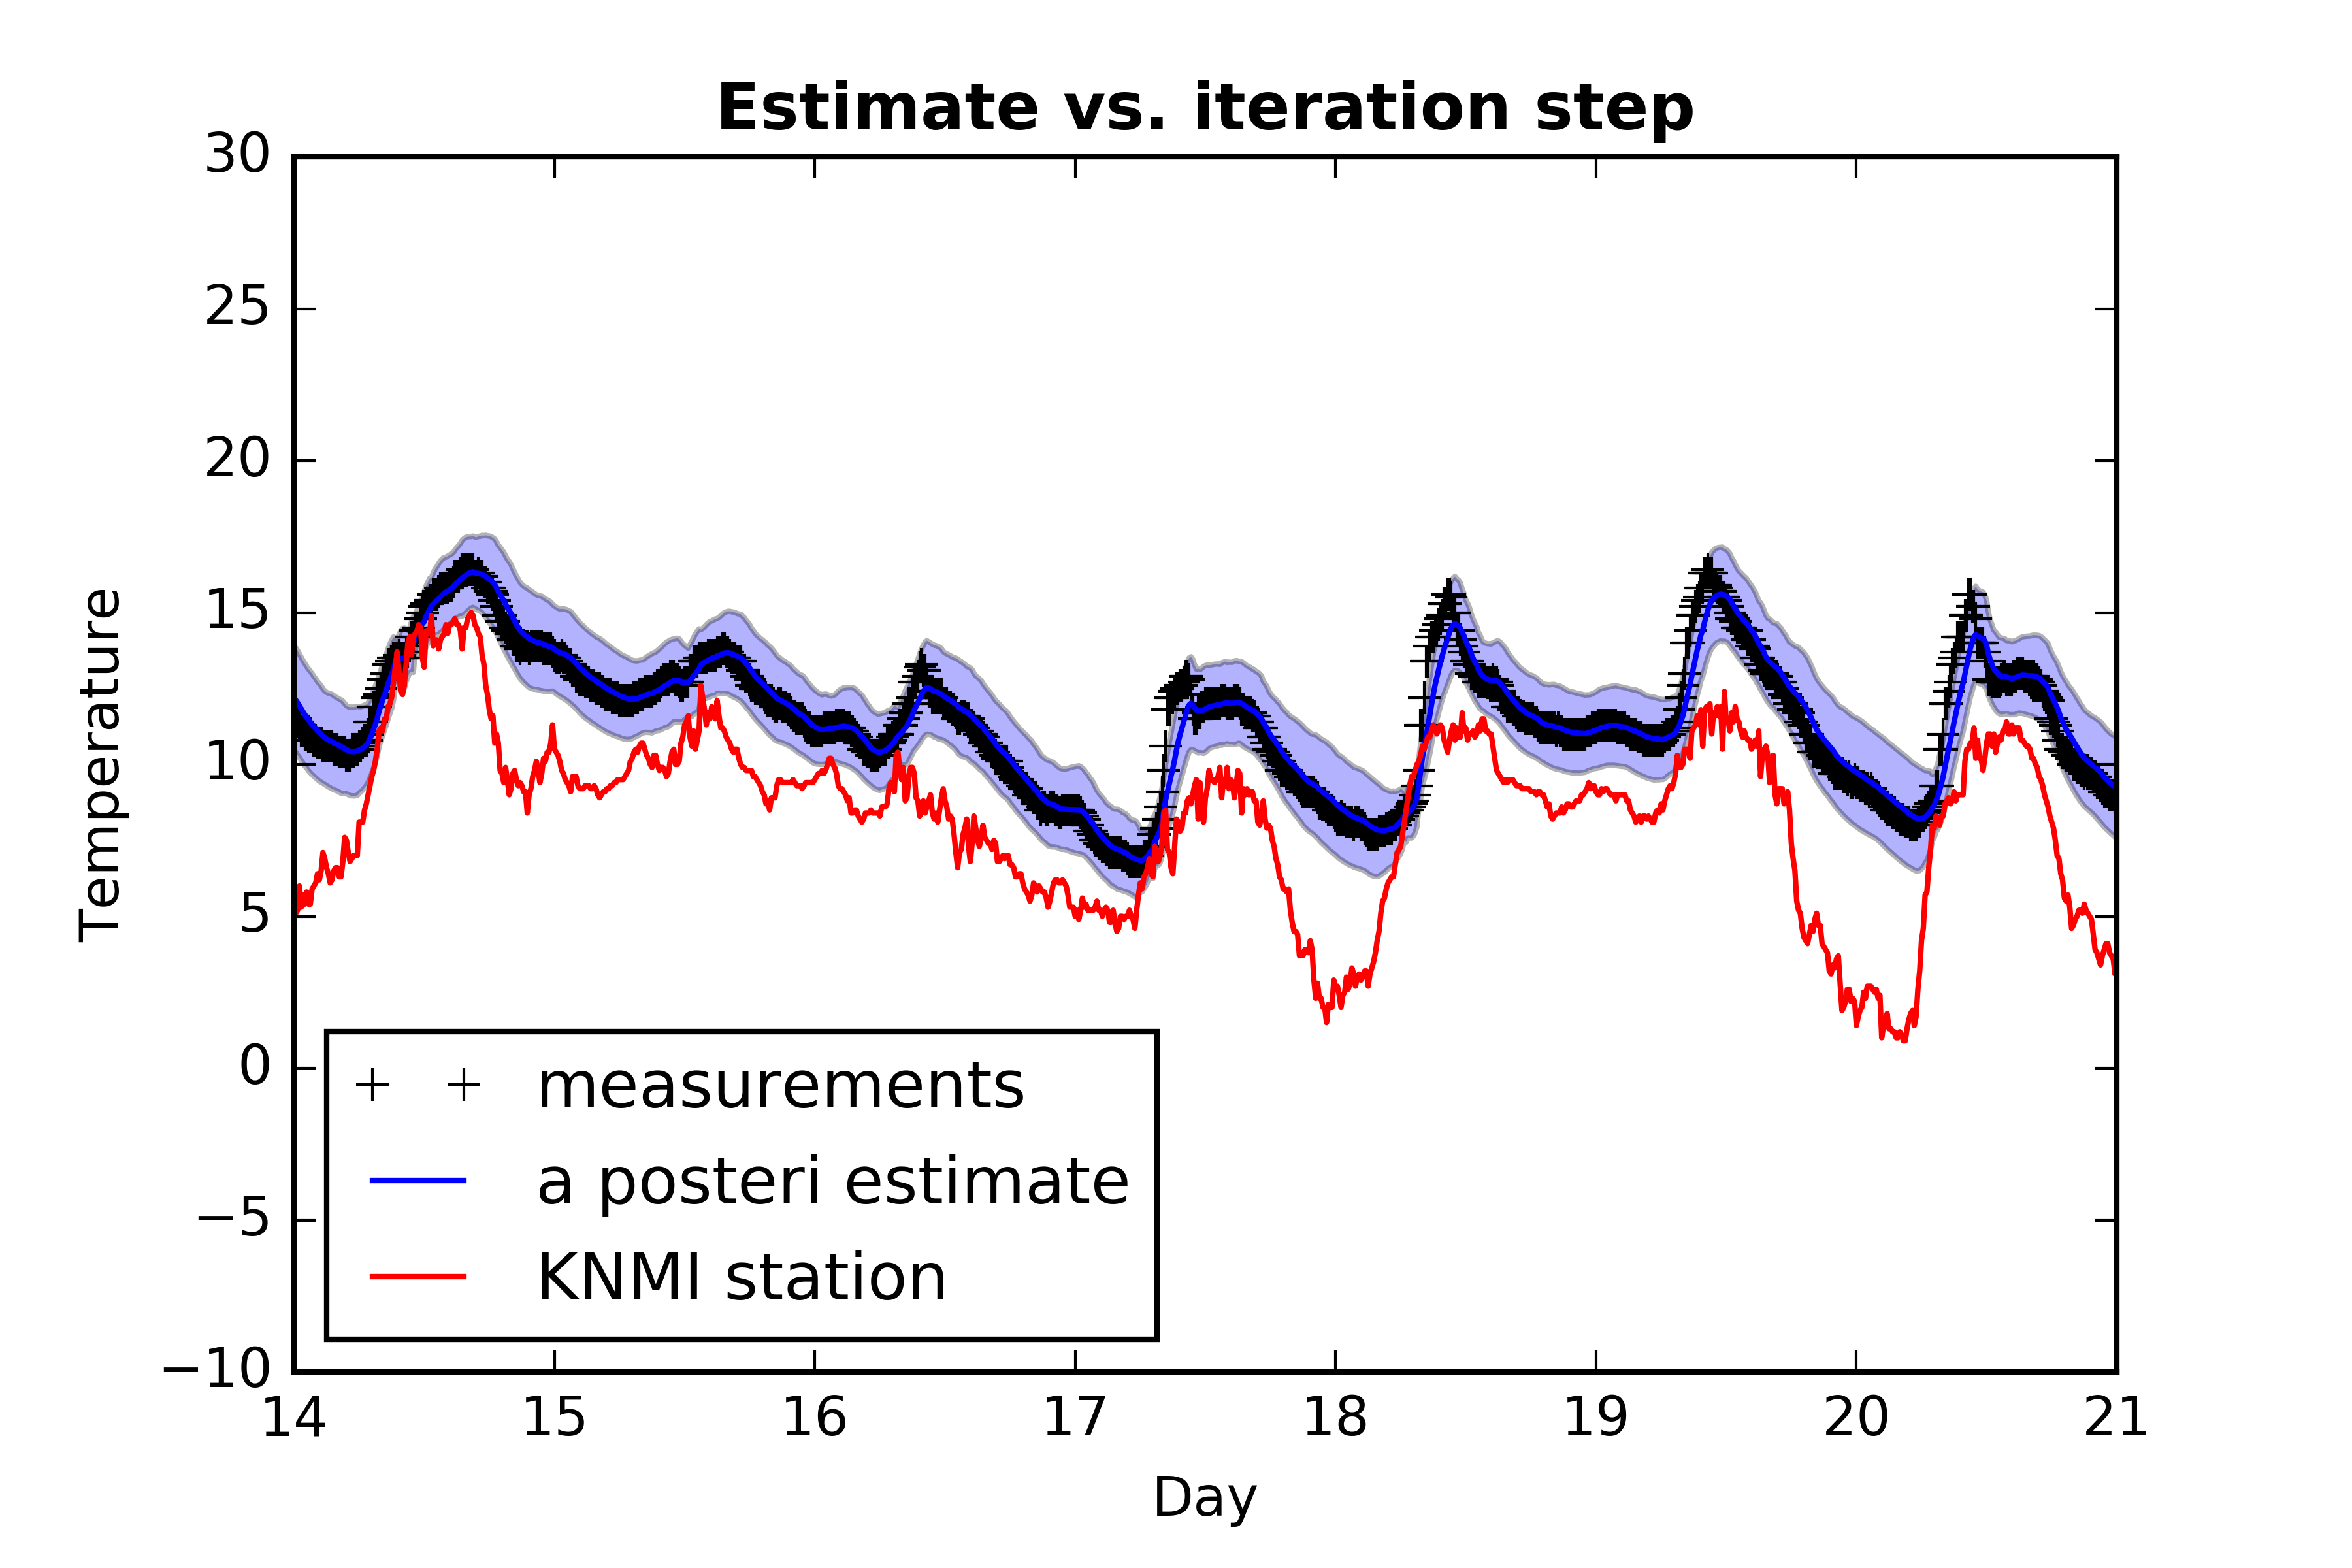 Estimate vs. iteration step
30
25
20
15
10
5
0
−5
−10
Temperature
measurements
a posteri estimate
KNMI station
14 15 16 17 18 19 20 21
Day